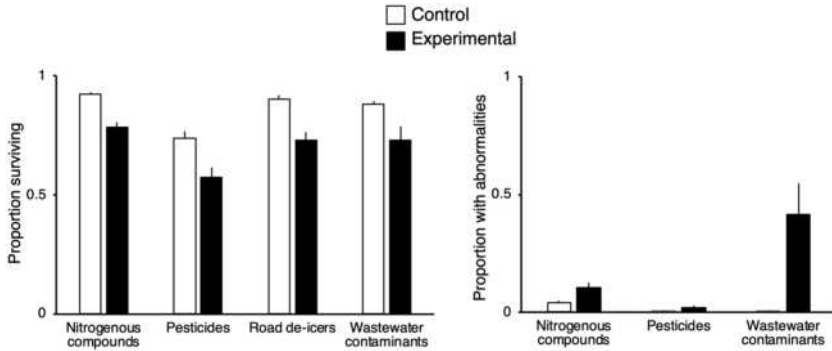 Control
Experimental
Proportion surviving
1
0.5
0
Nitrogenous compounds
Pesticides
Road de-icers
Wastewater contaminants
Proportion with abnormalities
1
0.5
0
Nitrogenous compounds
Pesticides
Wastewater contaminants